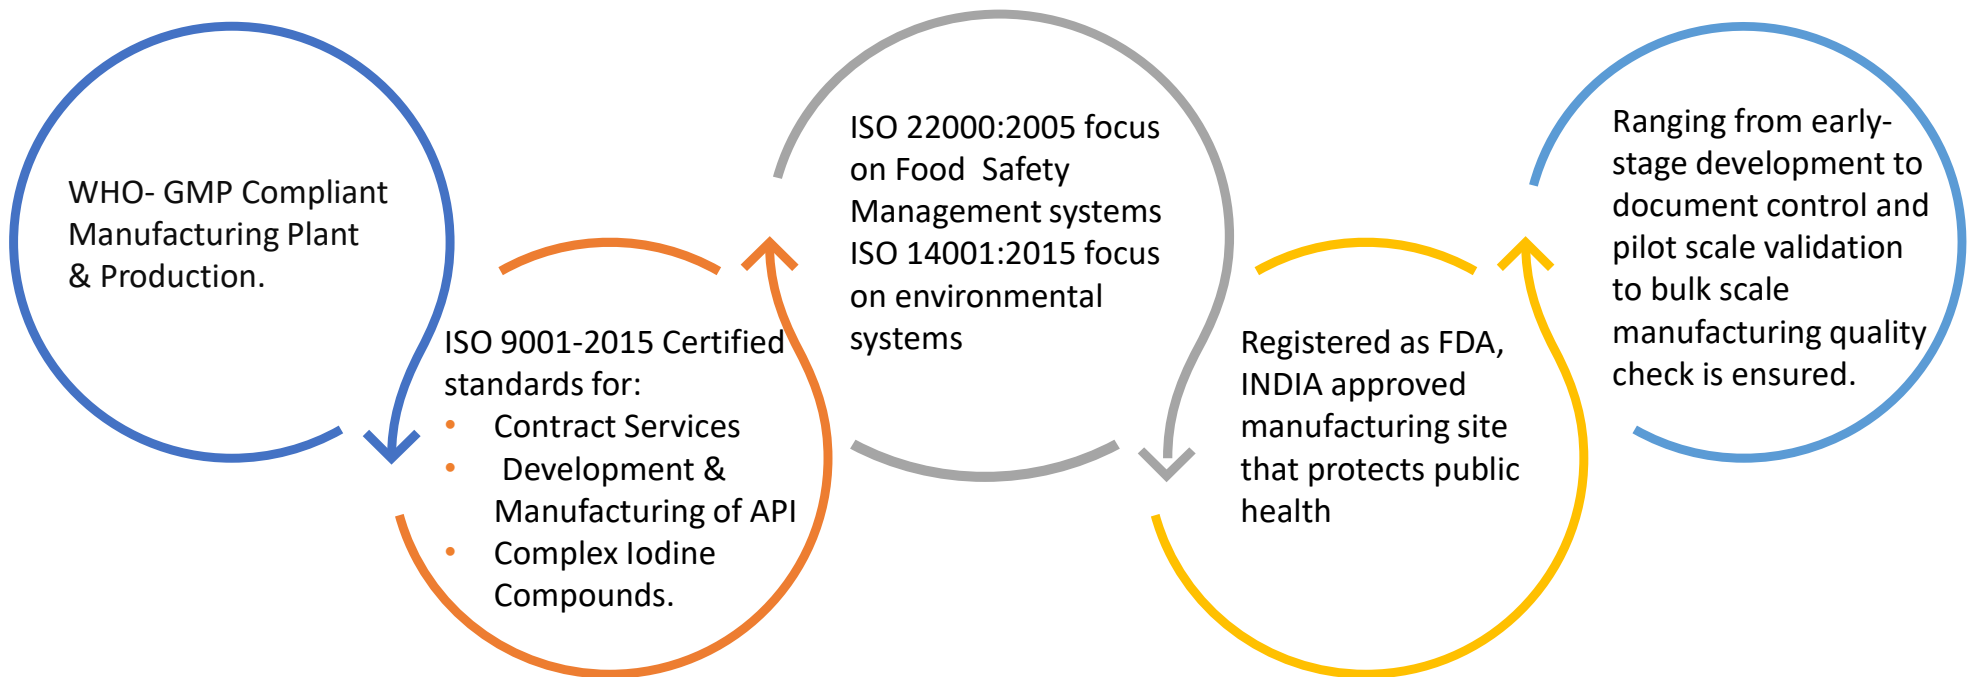 WHO- GMP Compliant
Manufacturing Plant
& Production.
ISO 9001-2015 Certified
standards for:
• Contract Services
• Development &
Manufacturing of API
• Complex Iodine
Compounds.
ISO 22000:2005 focus
on Food  Safety
Management systems
ISO 14001:2015 focus
on environmental
systems
Registered as FDA,
INDIA approved
manufacturing site
that protects public
health
Ranging from early-
stage development to
document control and
pilot scale validation
to bulk scale
manufacturing quality
check is ensured.